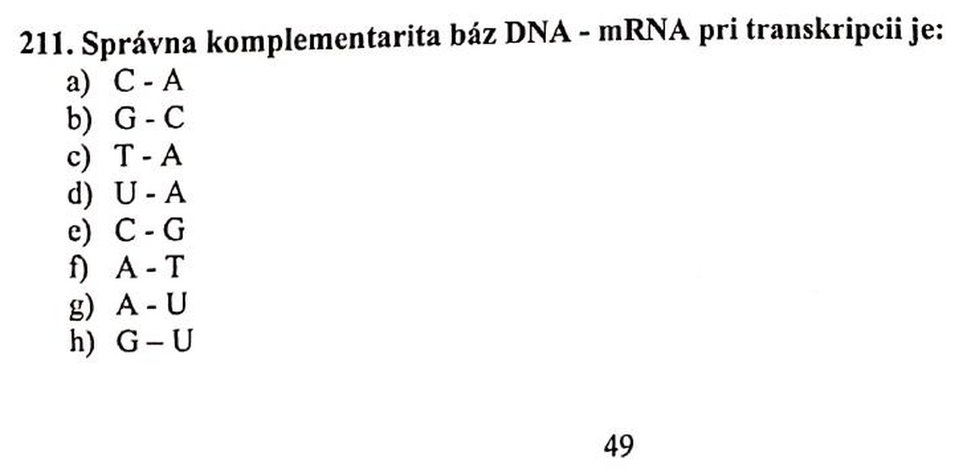 211. Správna komplementarita báz DNA - mRNA pri transkripcii je:
a) C - A
b) G - C
c) T - A
d) U - A
e) C - G
f) A - T
g) A - U
h) G – U
49